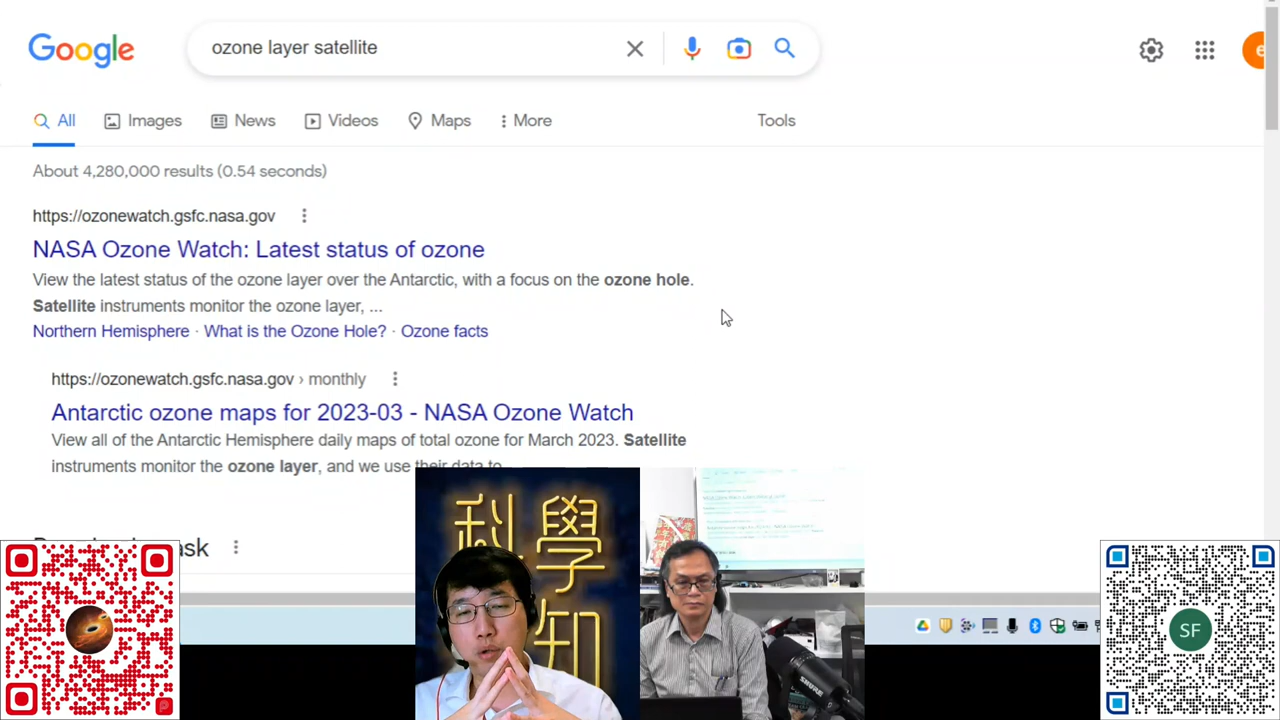 Google
ozone layer satellite
All
Images
News
Videos
Maps
More
Tools
About 4,280,000 results (0.54 seconds)
https://ozonewatch.gsfc.nasa.gov
NASA Ozone Watch: Latest status of ozone
View the latest status of the ozone layer over the Antarctic, with a focus on the ozone hole.
Satellite instruments monitor the ozone layer, ...
Northern Hemisphere · What is the Ozone Hole? · Ozone facts
https://ozonewatch.gsfc.nasa.gov › monthly
Antarctic ozone maps for 2023-03 - NASA Ozone Watch
View all of the Antarctic Hemisphere daily maps of total ozone for March 2023. Satellite
instruments monitor the ozone layer, and we use their data to
ask
科學
知
SF
SHURE